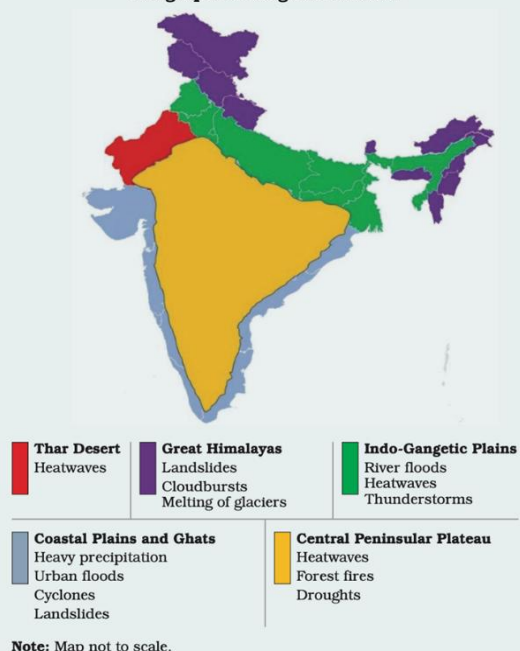 Thar Desert
Heatwaves
Great Himalayas
Landslides
Cloudbursts
Melting of glaciers
Indo-Gangetic Plains
River floods
Heatwaves
Thunderstorms
Coastal Plains and Ghats
Heavy precipitation
Urban floods
Cyclones
Landslides
Central Peninsular Plateau
Heatwaves
Forest fires
Droughts
Note: Map not to scale.